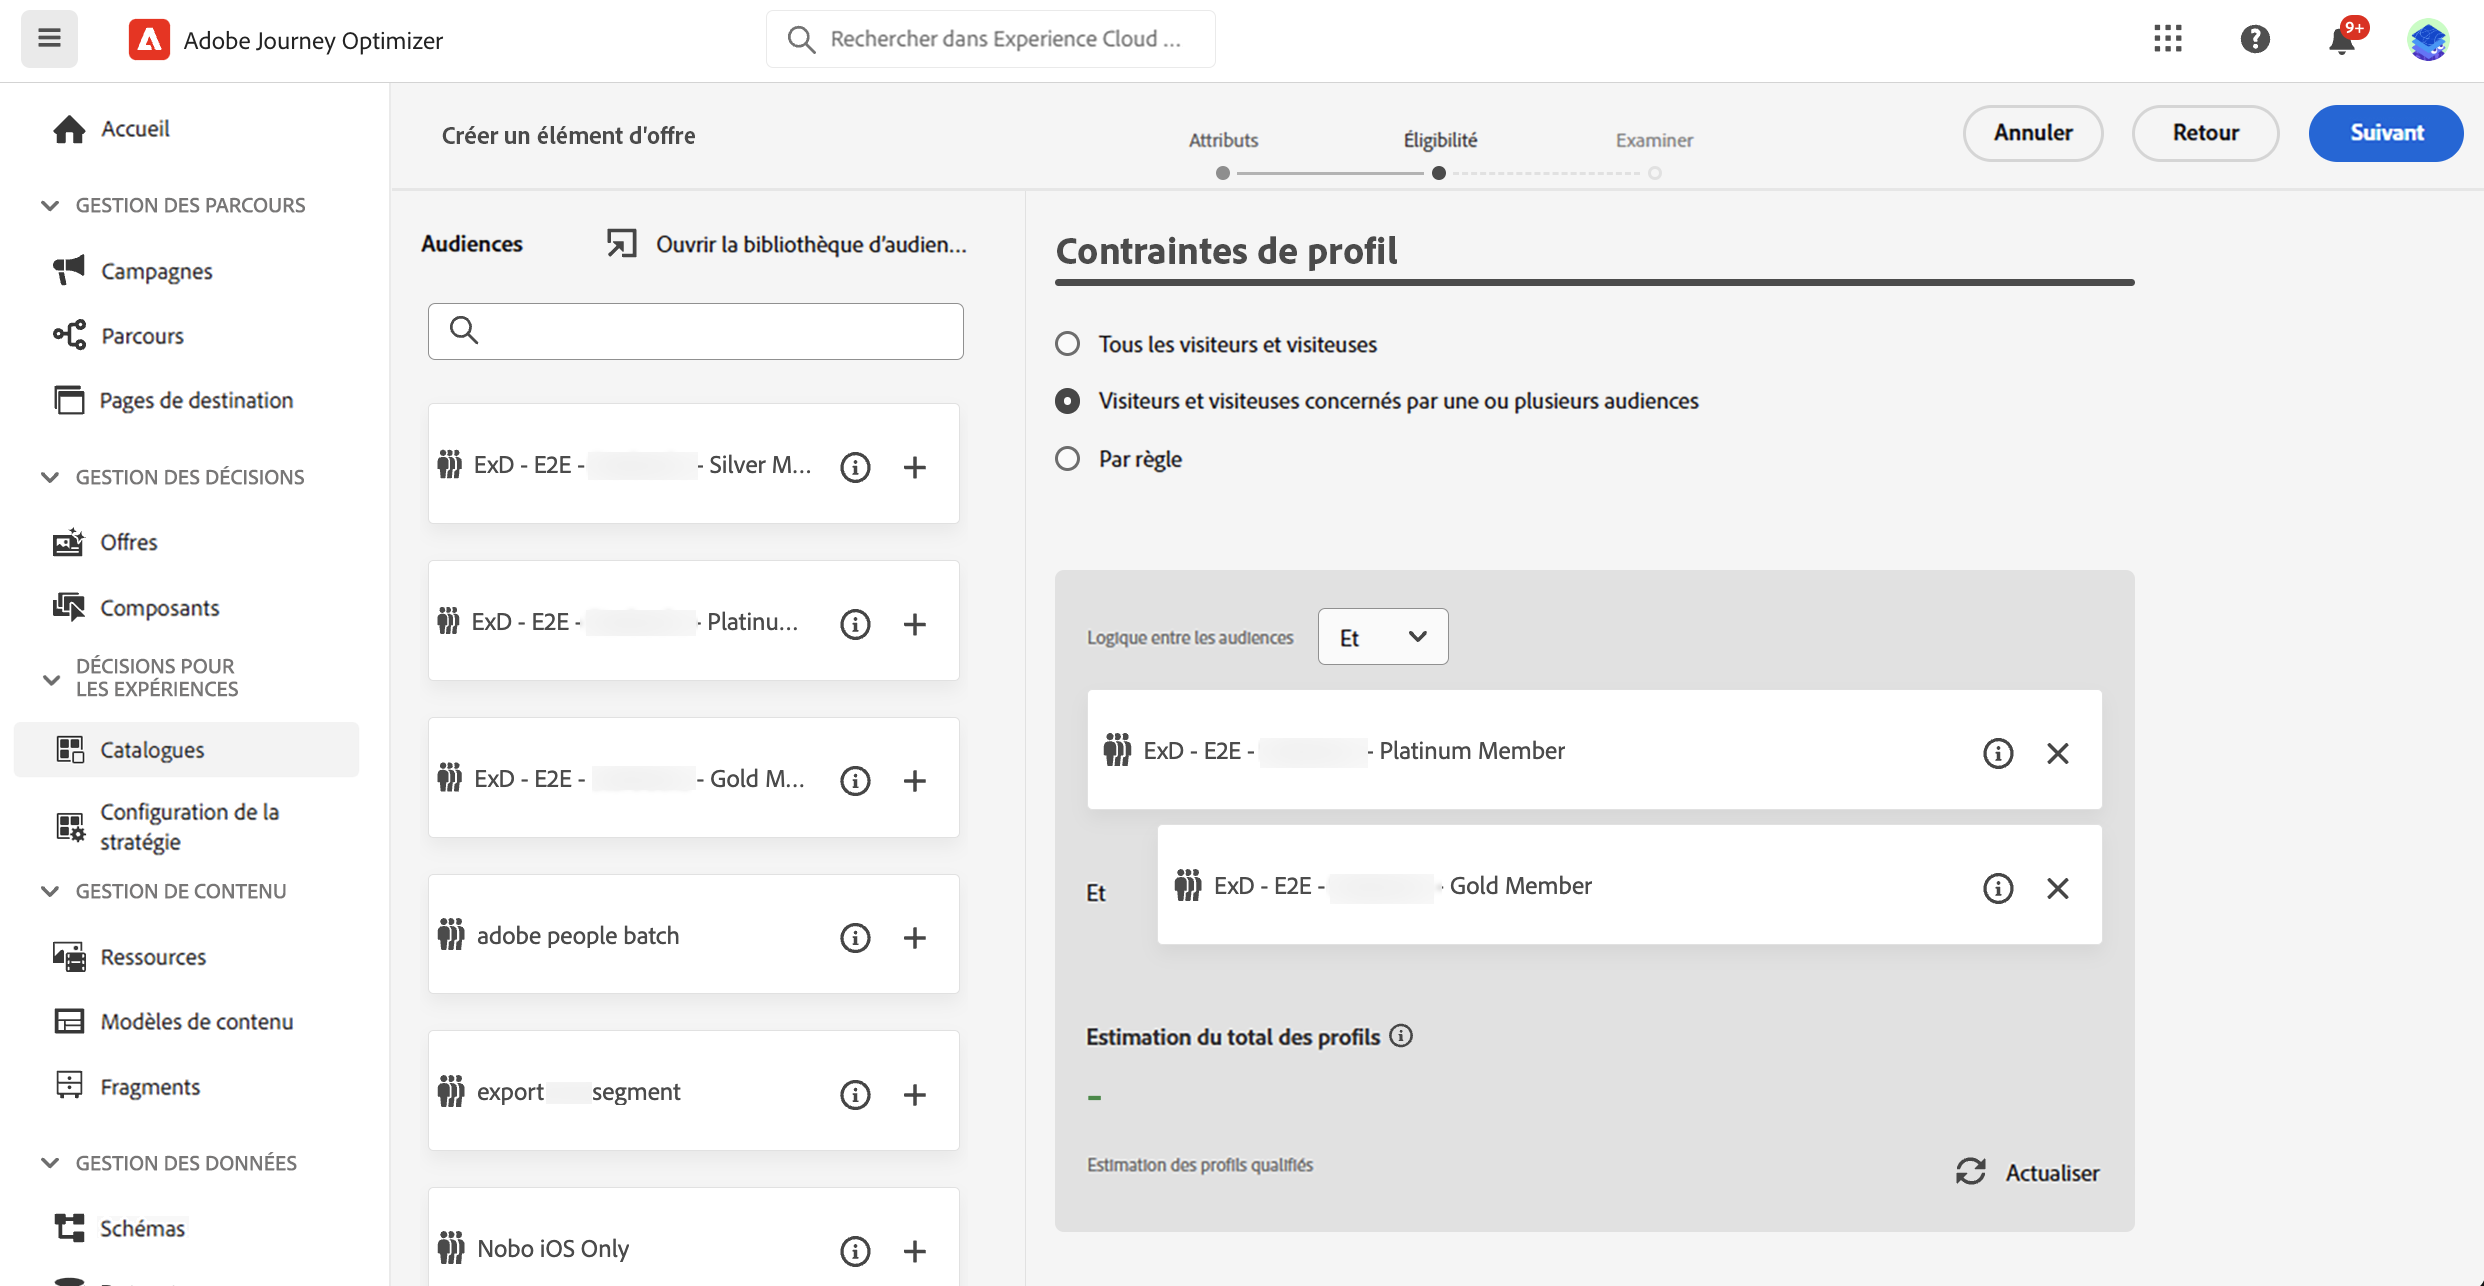 Adobe Journey Optimizer
Rechercher dans Experience Cloud ...
9+
Accueil
GESTION DES PARCOURS
Campagnes
Parcours
Pages de destination
GESTION DES DÉCISIONS
Offres
Composants
DÉCISIONS POUR
LES EXPÉRIENCES
Catalogues
Configuration de la
stratégie
GESTION DE CONTENU
Ressources
Modèles de contenu
Fragments
GESTION DES DONNÉES
Schémas
Créer un élément d'offre
Attributs
Éligibilité
Examiner
Annuler
Retour
Suivant
Audiences
Ouvrir la bibliothèque d'audien...
ExD - E2E - - Silver M...
ExD - E2E - - Platinu...
ExD - E2E - - Gold M...
adobe people batch
export segment
Nobo iOS Only
Contraintes de profil
Tous les visiteurs et visiteuses
Visiteurs et visiteuses concernés par une ou plusieurs audiences
Par règle
Logique entre les audiences
Et
ExD - E2E - - Platinum Member
Et
ExD - E2E - - Gold Member
Estimation du total des profils
-
Estimation des profils qualifiés
Actualiser